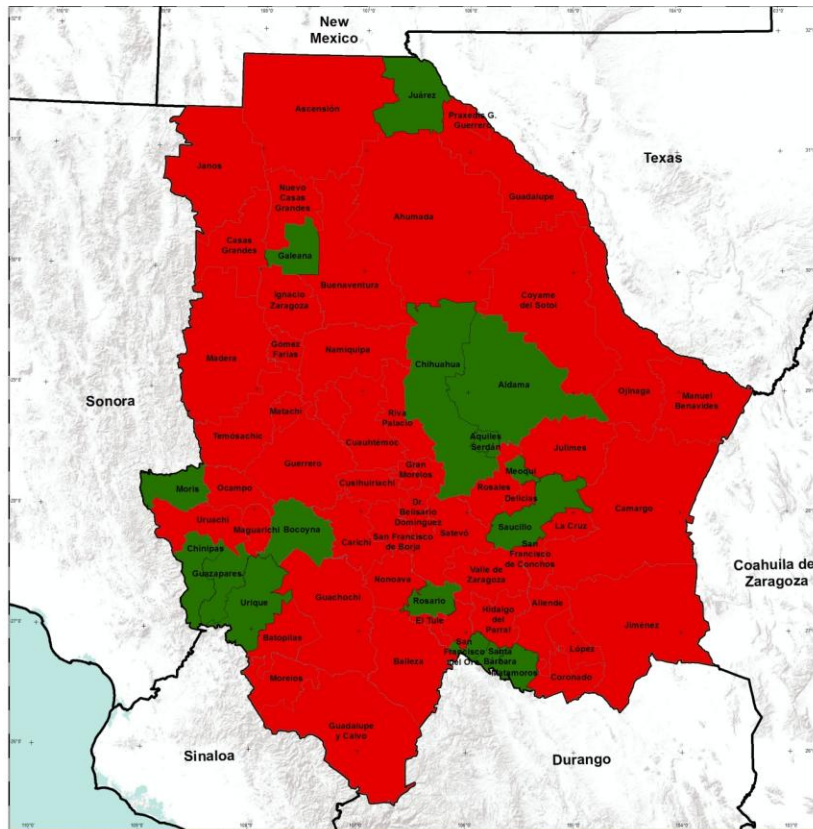 New
Mexico
Juárez
Ascensión
Praxedis G.
Guerrero
Texas
Janos
Nuevo
Casas
Grandes
Guadalupe
Ahumada
Casas
Grandes
Galeana
Buenaventura
Ignacio
Zaragoza
Coyame
del Sotol
Gómez
Farías
Namiquipa
Madera
Chihuahua
Aldama
Ojinaga
Manuel
Benavides
Sonora
Matachí
Riva
Palacio
Temósachic
Cuauhtémoc
Aquiles
Serdán
Julimes
Guerrero
Gran
Morelos
Meoqui
Moris
Ocampo
Cusihuiriachi
Rosales
Delicias
Camargo
Dr.
Belisario
Domínguez
Uruachi
Maguarichi
Bocoyna
Carichí
San Francisco
de Borja
Satevó
Saucillo
La Cruz
San
Francisco
de Conchos
Chínipas
Coahuila de
Zaragoza
Guazapares
Nonoava
Valle de
Zaragoza
Urique
Guachochi
Rosario
Allende
Hidalgo
del
Parral
El Tule
Jiménez
Batopilas
San
Francisco
Del Oro
Santa
Bárbara
López
Balleza
Matamoros
Coronado
Morelos
Guadalupe
y Calvo
Sinaloa
Durango